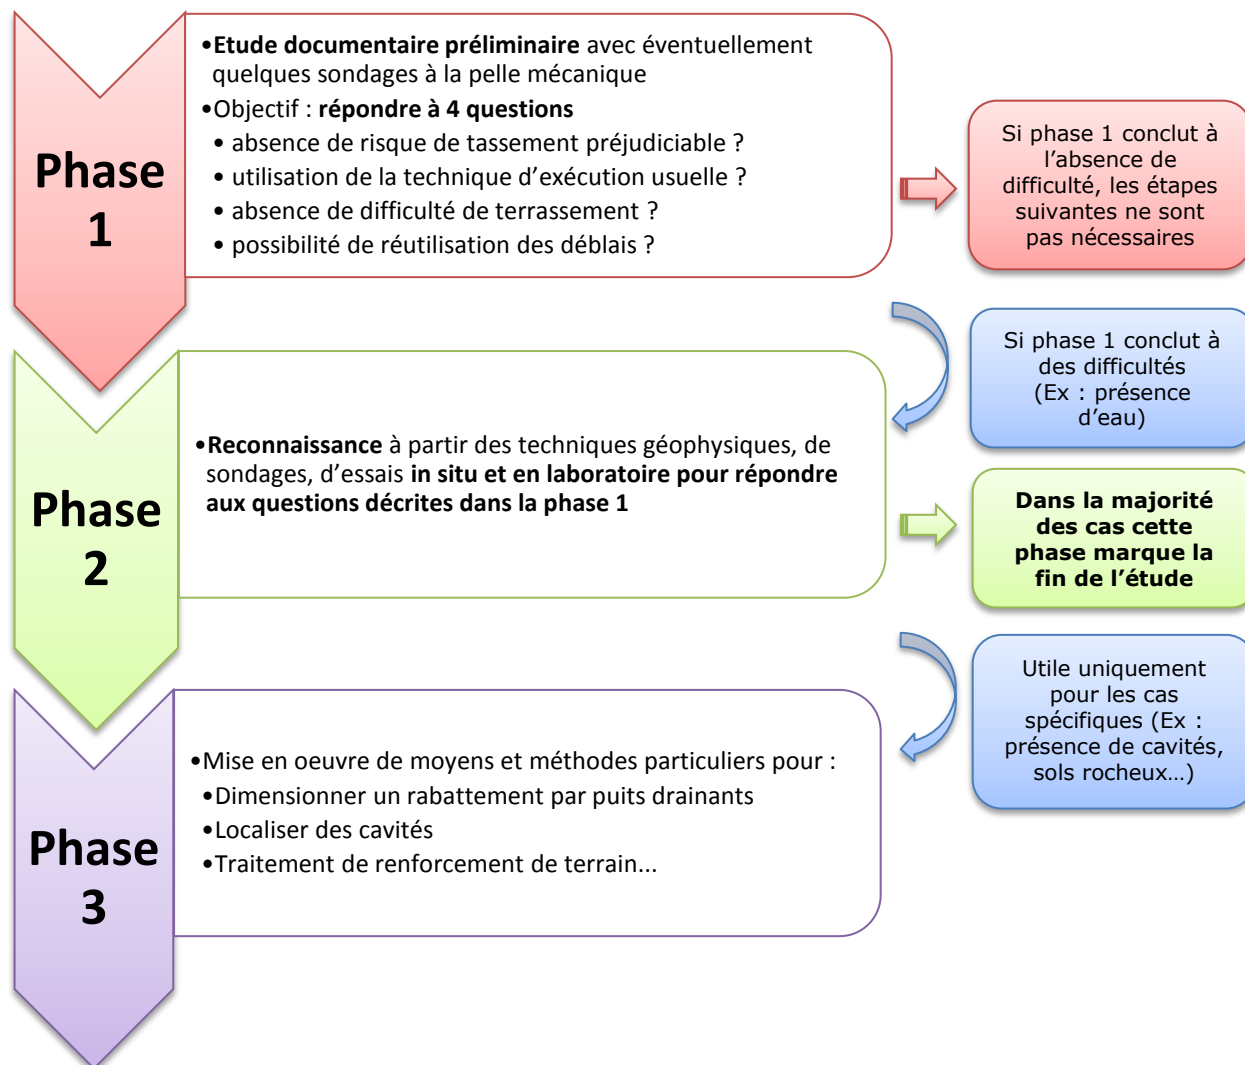 Phase
1
•Etude documentaire préliminaire avec éventuellement
quelques sondages à la pelle mécanique
•Objectif : répondre à 4 questions
• absence de risque de tassement préjudiciable ?
• utilisation de la technique d'exécution usuelle ?
• absence de difficulté de terrassement ?
• possibilité de réutilisation des déblais ?
Si phase 1 conclut à
l'absence de
difficulté, les étapes
suivantes ne sont
pas nécessaires
Si phase 1 conclut à
des difficultés
(Ex : présence
d'eau)
Phase
2
•Reconnaissance à partir des techniques géophysiques, de
sondages, d'essais in situ et en laboratoire pour répondre
aux questions décrites dans la phase 1
Dans la majorité
des cas cette
phase marque la
fin de l'étude
Utile uniquement
pour les cas
spécifiques (Ex :
présence de cavités,
sols rocheux…)
Phase
3
•Mise en oeuvre de moyens et méthodes particuliers pour :
•Dimensionner un rabattement par puits drainants
•Localiser des cavités
•Traitement de renforcement de terrain...